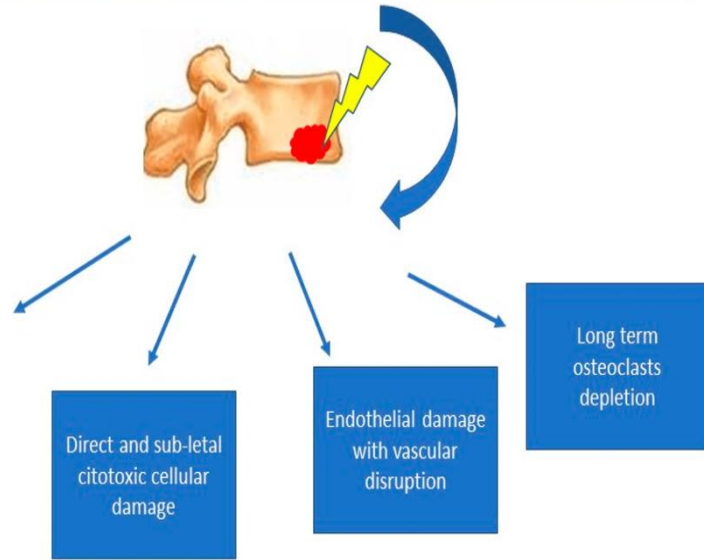 Direct and sub-letal
citotoxic cellular
damage
Endothelial damage
with vascular
disruption
Long term
osteoclasts
depletion